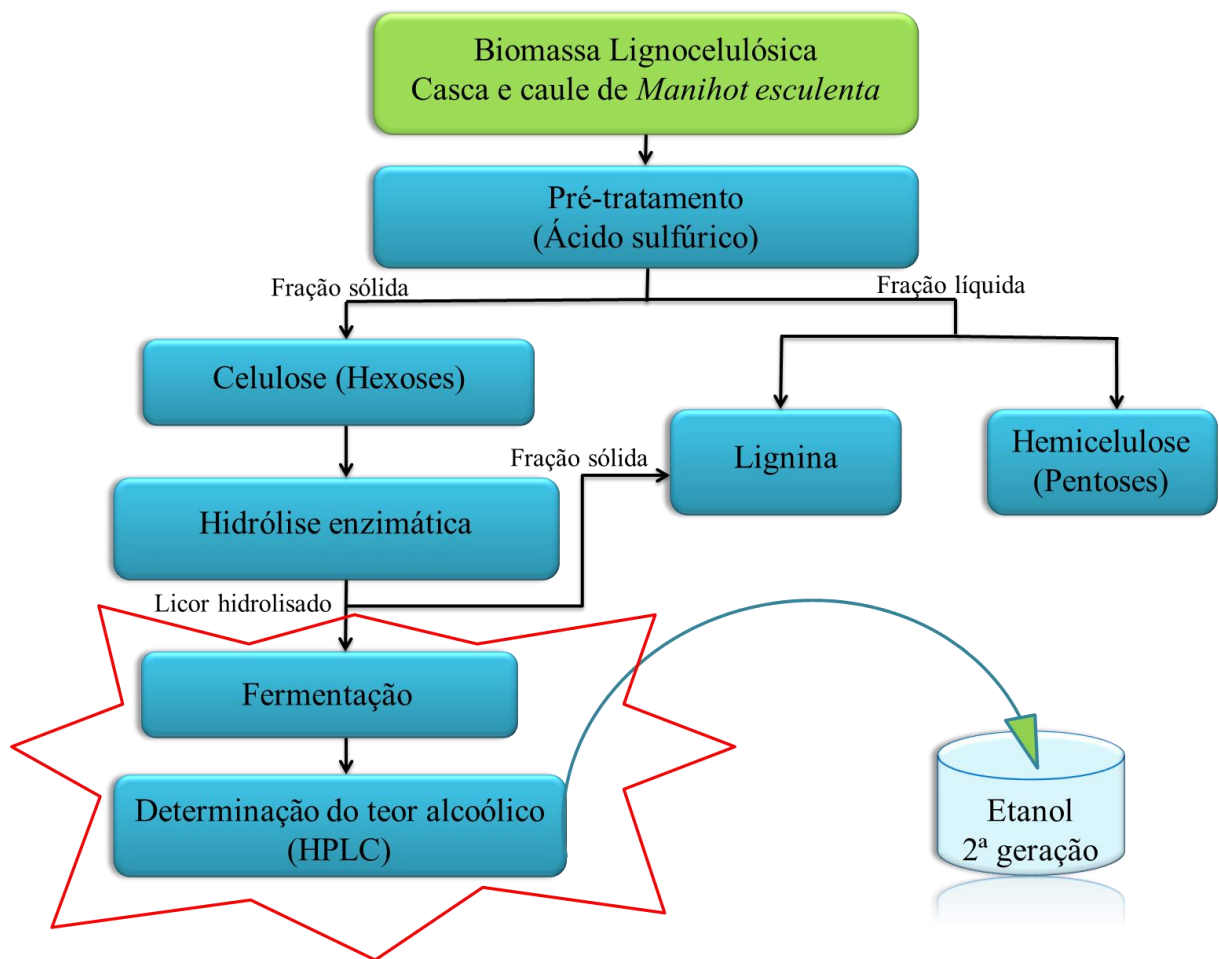 Biomassa Lignocelulósica
Casca e caule de Manihot esculenta
Pré-tratamento
(Ácido sulfúrico)
Fração sólida
Fração líquida
Celulose (Hexoses)
Lignina
Hemicelulose
(Pentoses)
Fração sólida
Hidrólise enzimática
Licor hidrolisado
Fermentação
Determinação do teor alcoólico
(HPLC)
Etanol
2ª geração